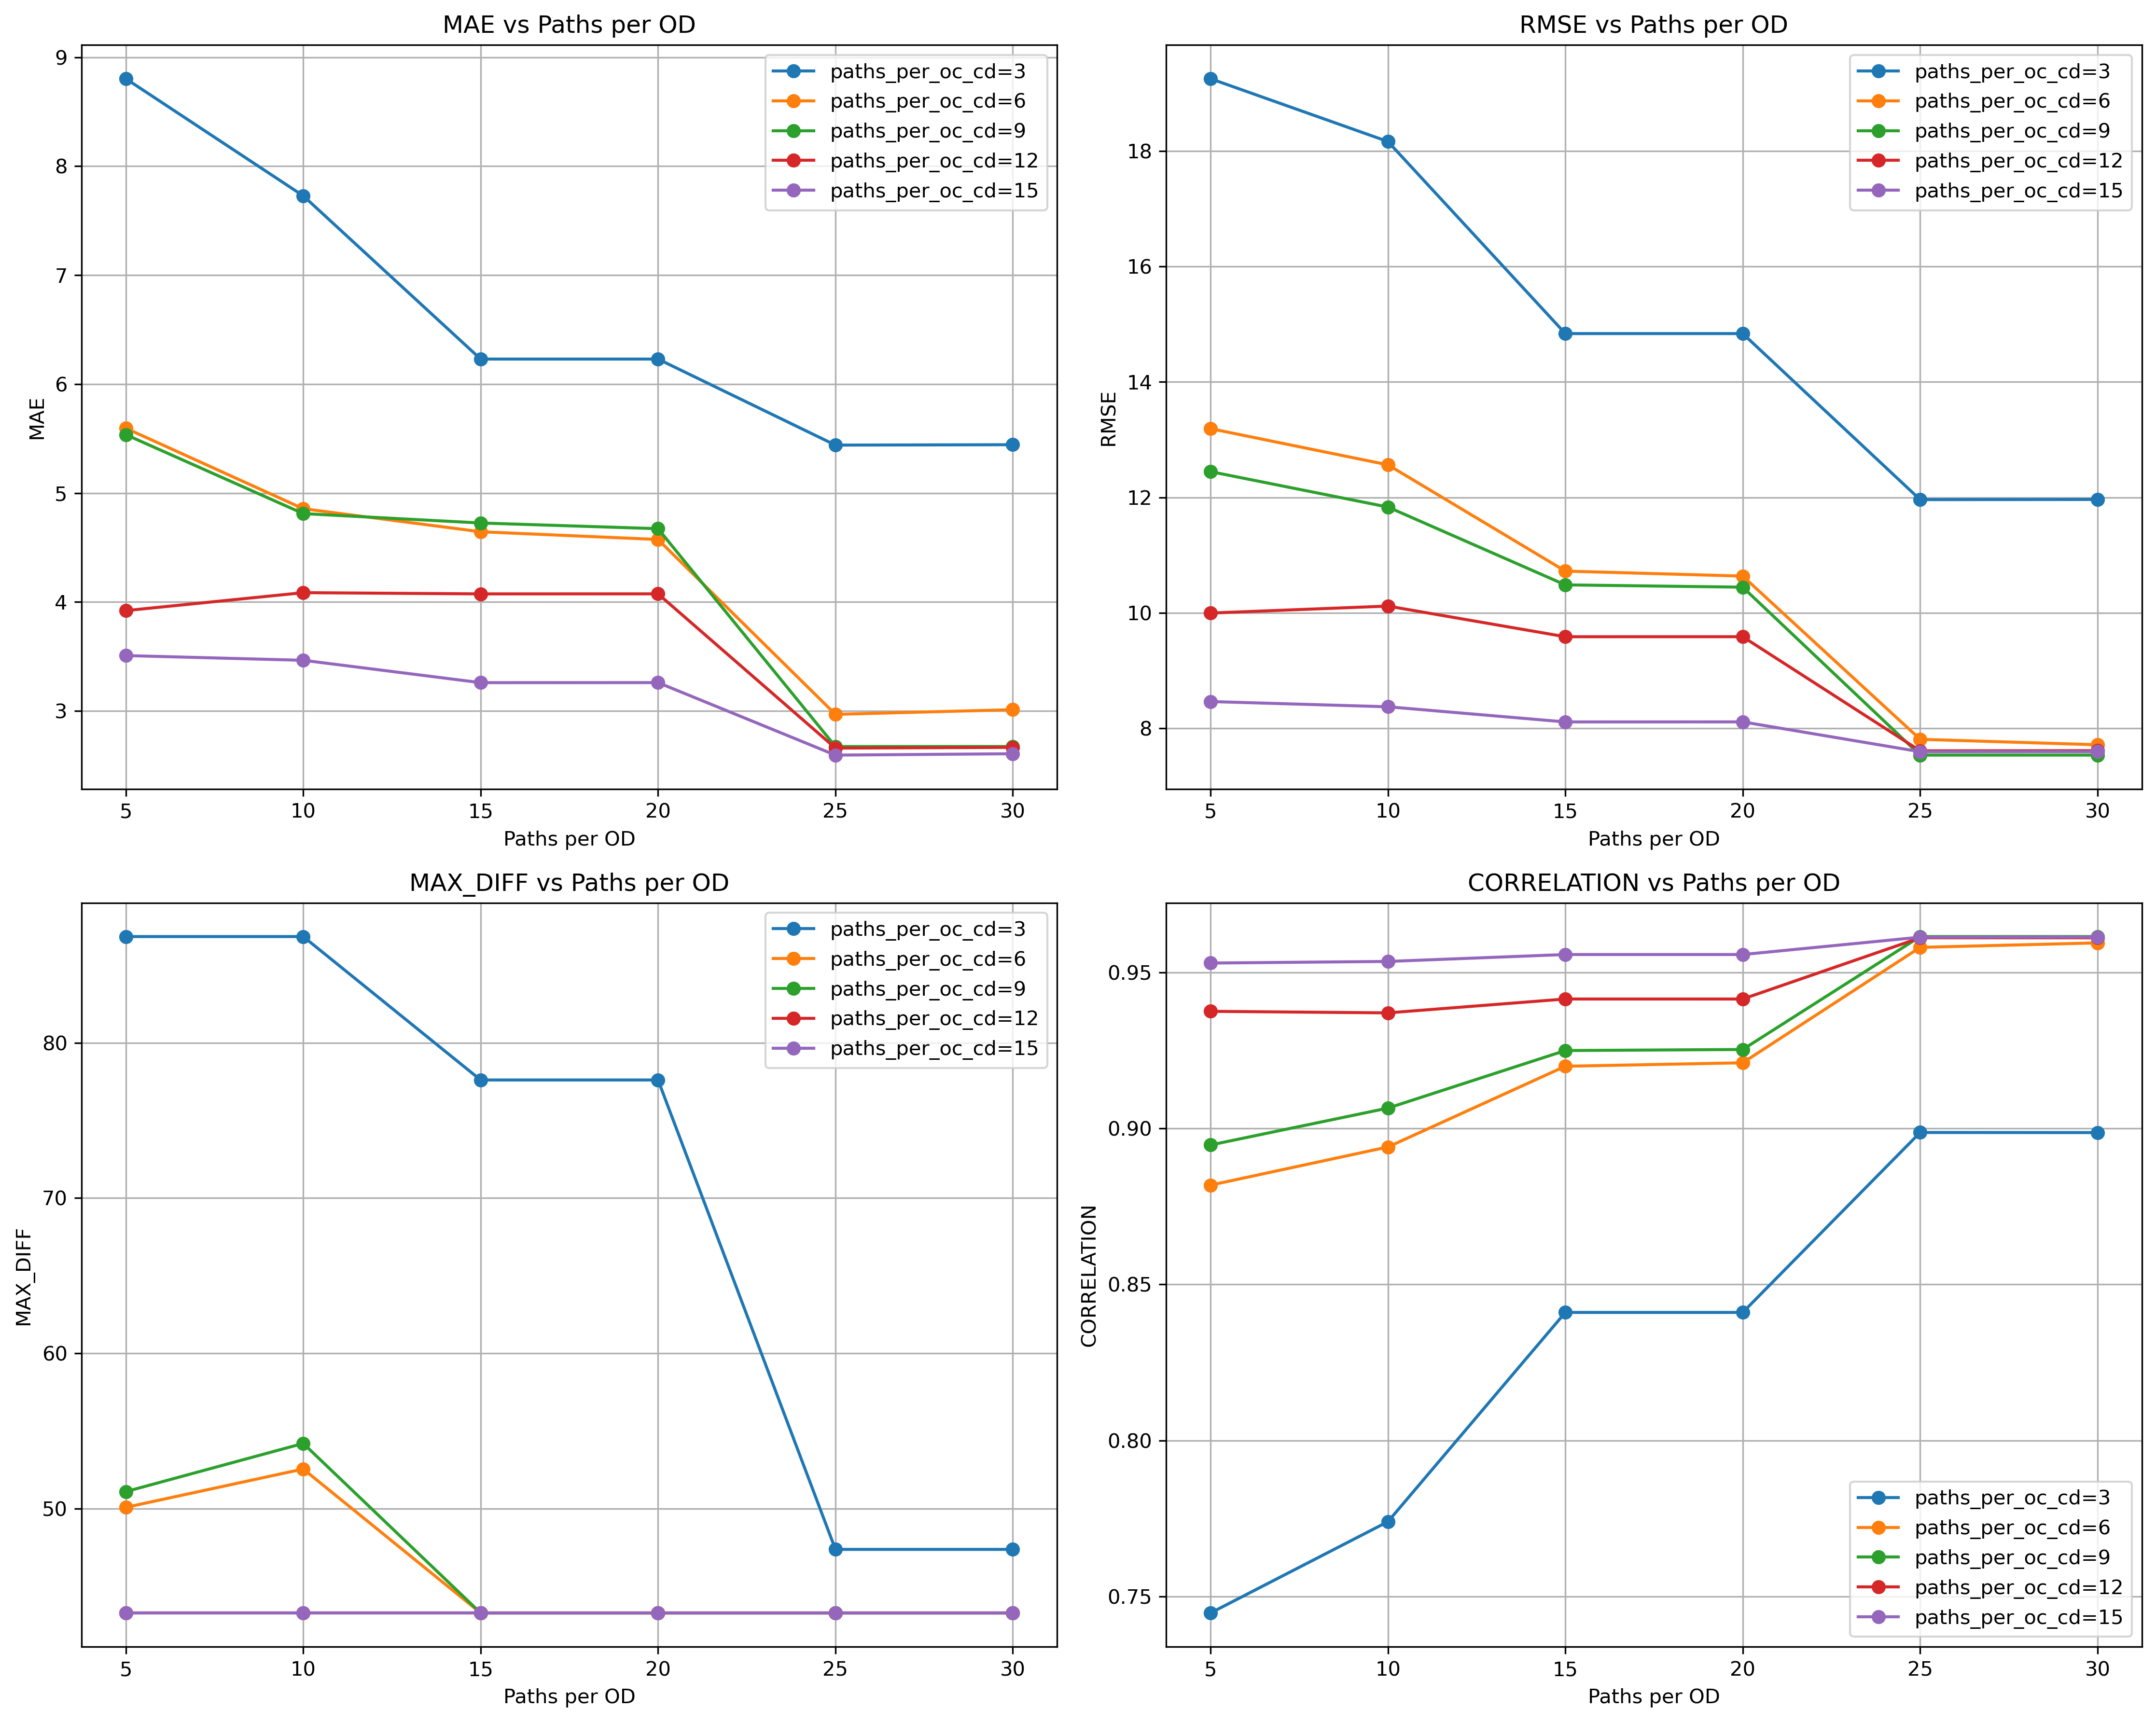 MAE vs Paths per OD
9
8
7
6
5
4
3
MAE
paths_per_oc_cd=3
paths_per_oc_cd=6
paths_per_oc_cd=9
paths_per_oc_cd=12
paths_per_oc_cd=15
5 10 15 20 25 30
Paths per OD
RMSE vs Paths per OD
18
16
14
12
10
8
RMSE
paths_per_oc_cd=3
paths_per_oc_cd=6
paths_per_oc_cd=9
paths_per_oc_cd=12
paths_per_oc_cd=15
5 10 15 20 25 30
Paths per OD
MAX_DIFF vs Paths per OD
80
70
60
50
MAX_DIFF
paths_per_oc_cd=3
paths_per_oc_cd=6
paths_per_oc_cd=9
paths_per_oc_cd=12
paths_per_oc_cd=15
5 10 15 20 25 30
Paths per OD
CORRELATION vs Paths per OD
0.95
0.90
0.85
0.80
0.75
CORRELATION
paths_per_oc_cd=3
paths_per_oc_cd=6
paths_per_oc_cd=9
paths_per_oc_cd=12
paths_per_oc_cd=15
5 10 15 20 25 30
Paths per OD